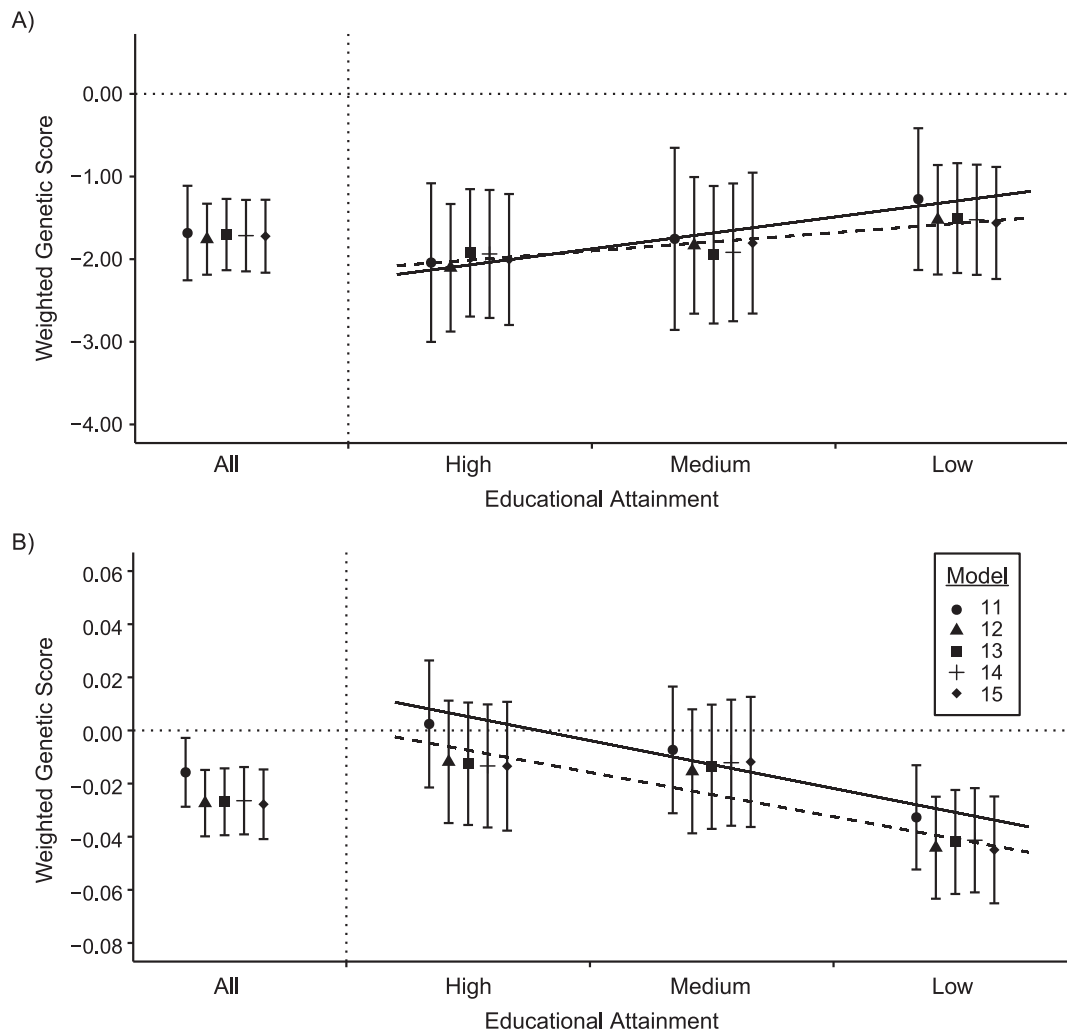 A)
Weighted Genetic Score
0.00
−1.00
−2.00
−3.00
−4.00
All
High
Medium
Low
Educational Attainment
B)
Weighted Genetic Score
0.06
0.04
0.02
0.00
−0.02
−0.04
−0.06
−0.08
Model
11
12
13
14
15
All
High
Medium
Low
Educational Attainment